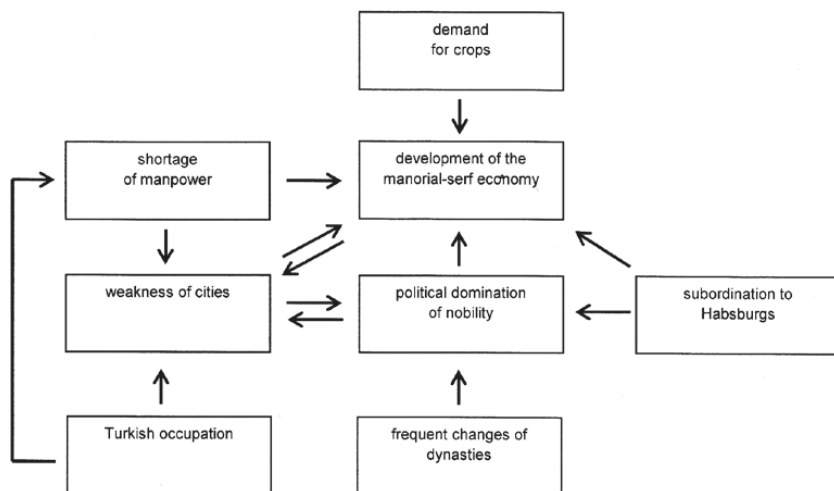 demand
for crops
shortage
of manpower
development of the
manorial-serf economy
weakness of cities
political domination
of nobility
subordination to
Habsburgs
Turkish occupation
frequent changes of
dynasties